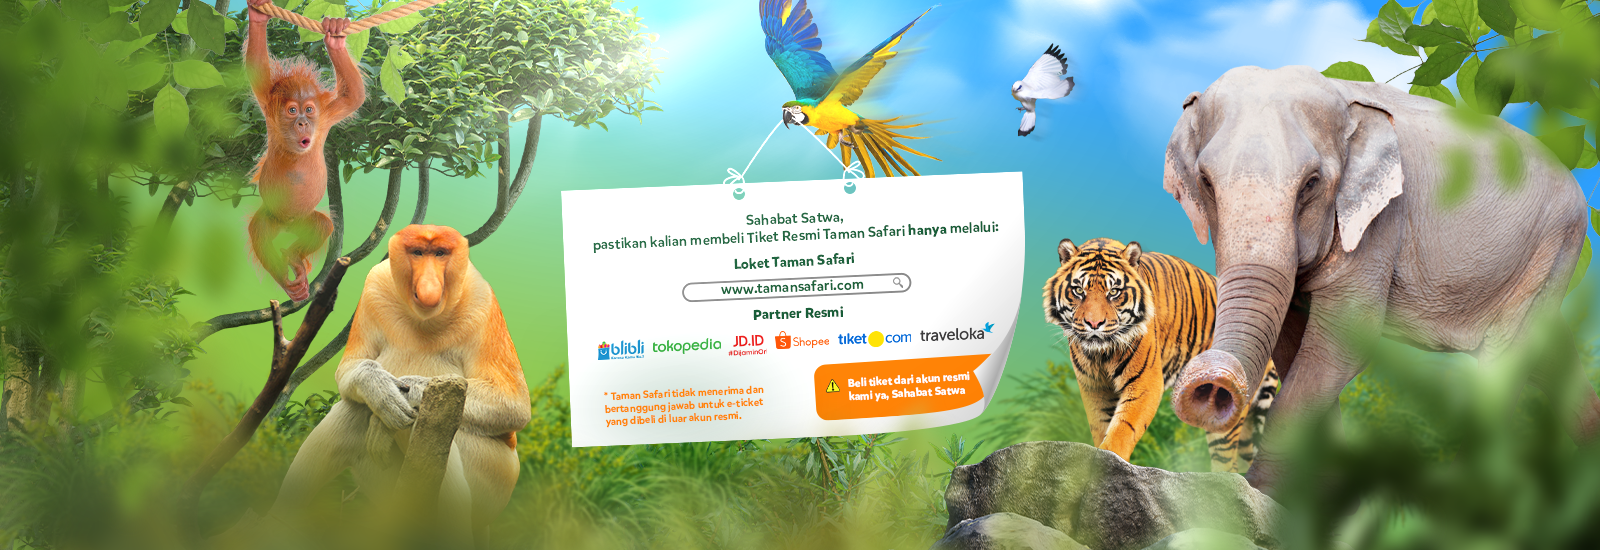 Sahabat Satwa,
pastikan kalian membeli Tiket Resmi Taman Safari hanya melalui:
Loket Taman Safari
www.tamansafari.com
Partner Resmi
blibli tokopedia JD.ID Shopee tiket.com traveloka
#DijaminOri
* Taman Safari tidak menerima dan
bertanggung jawab untuk e-ticket
yang dibeli di luar akun resmi.
Beli tiket dari akun resmi
kami ya, Sahabat Satwa